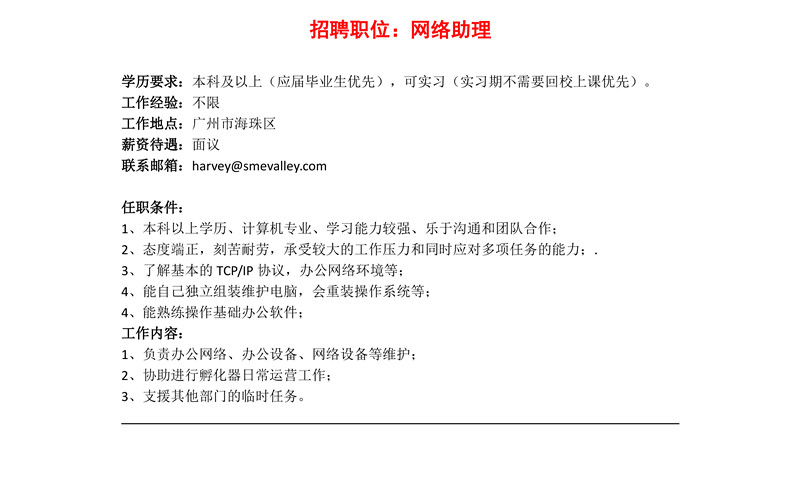 招聘职位：网络助理
学历要求：本科及以上（应届毕业生优先），可实习（实习期不需要回校上课优先）。
工作经验：不限
工作地点：广州市海珠区
薪资待遇：面议
联系邮箱：harvey@smevalley.com
任职条件：
1、本科以上学历、计算机专业、学习能力较强、乐于沟通和团队合作；
2、态度端正，刻苦耐劳，承受较大的工作压力和同时应对多项任务的能力；.
3、了解基本的 TCP/IP 协议，办公网络环境等；
4、能自己独立组装维护电脑，会重装操作系统等；
4、能熟练操作基础办公软件；
工作内容：
1、负责办公网络、办公设备、网络设备等维护；
2、协助进行孵化器日常运营工作；
3、支援其他部门的临时任务。